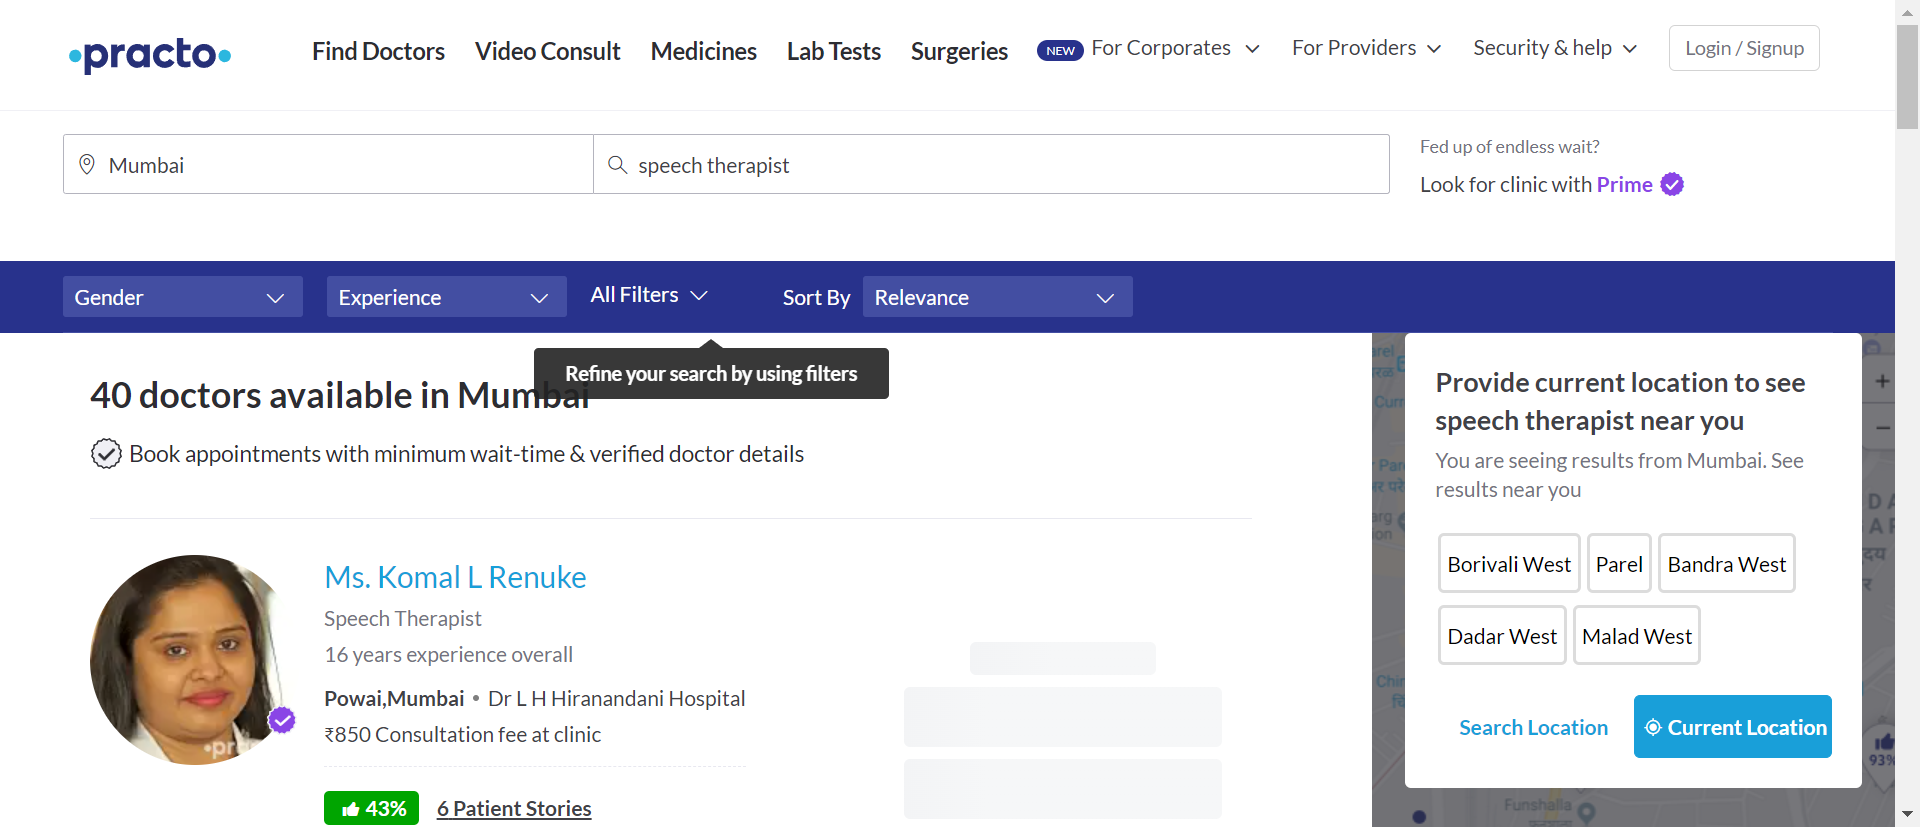 practo
Find Doctors
Video Consult
Medicines
Lab Tests
Surgeries
NEW For Corporates
For Providers
Security & help
Login / Signup
Mumbai
speech therapist
Fed up of endless wait?
Look for clinic with Prime
Gender
Experience
All Filters
Sort By
Relevance
Refine your search by using filters
40 doctors available in Mumbai
Book appointments with minimum wait-time & verified doctor details
Ms. Komal L Renuke
Speech Therapist
16 years experience overall
Powai,Mumbai • Dr L H Hiranandani Hospital
₹850 Consultation fee at clinic
43%
6 Patient Stories
Provide current location to see
speech therapist near you
You are seeing results from Mumbai. See
results near you
Borivali West
Parel
Bandra West
Dadar West
Malad West
Search Location
Current Location
+
−
93%
Funshalla